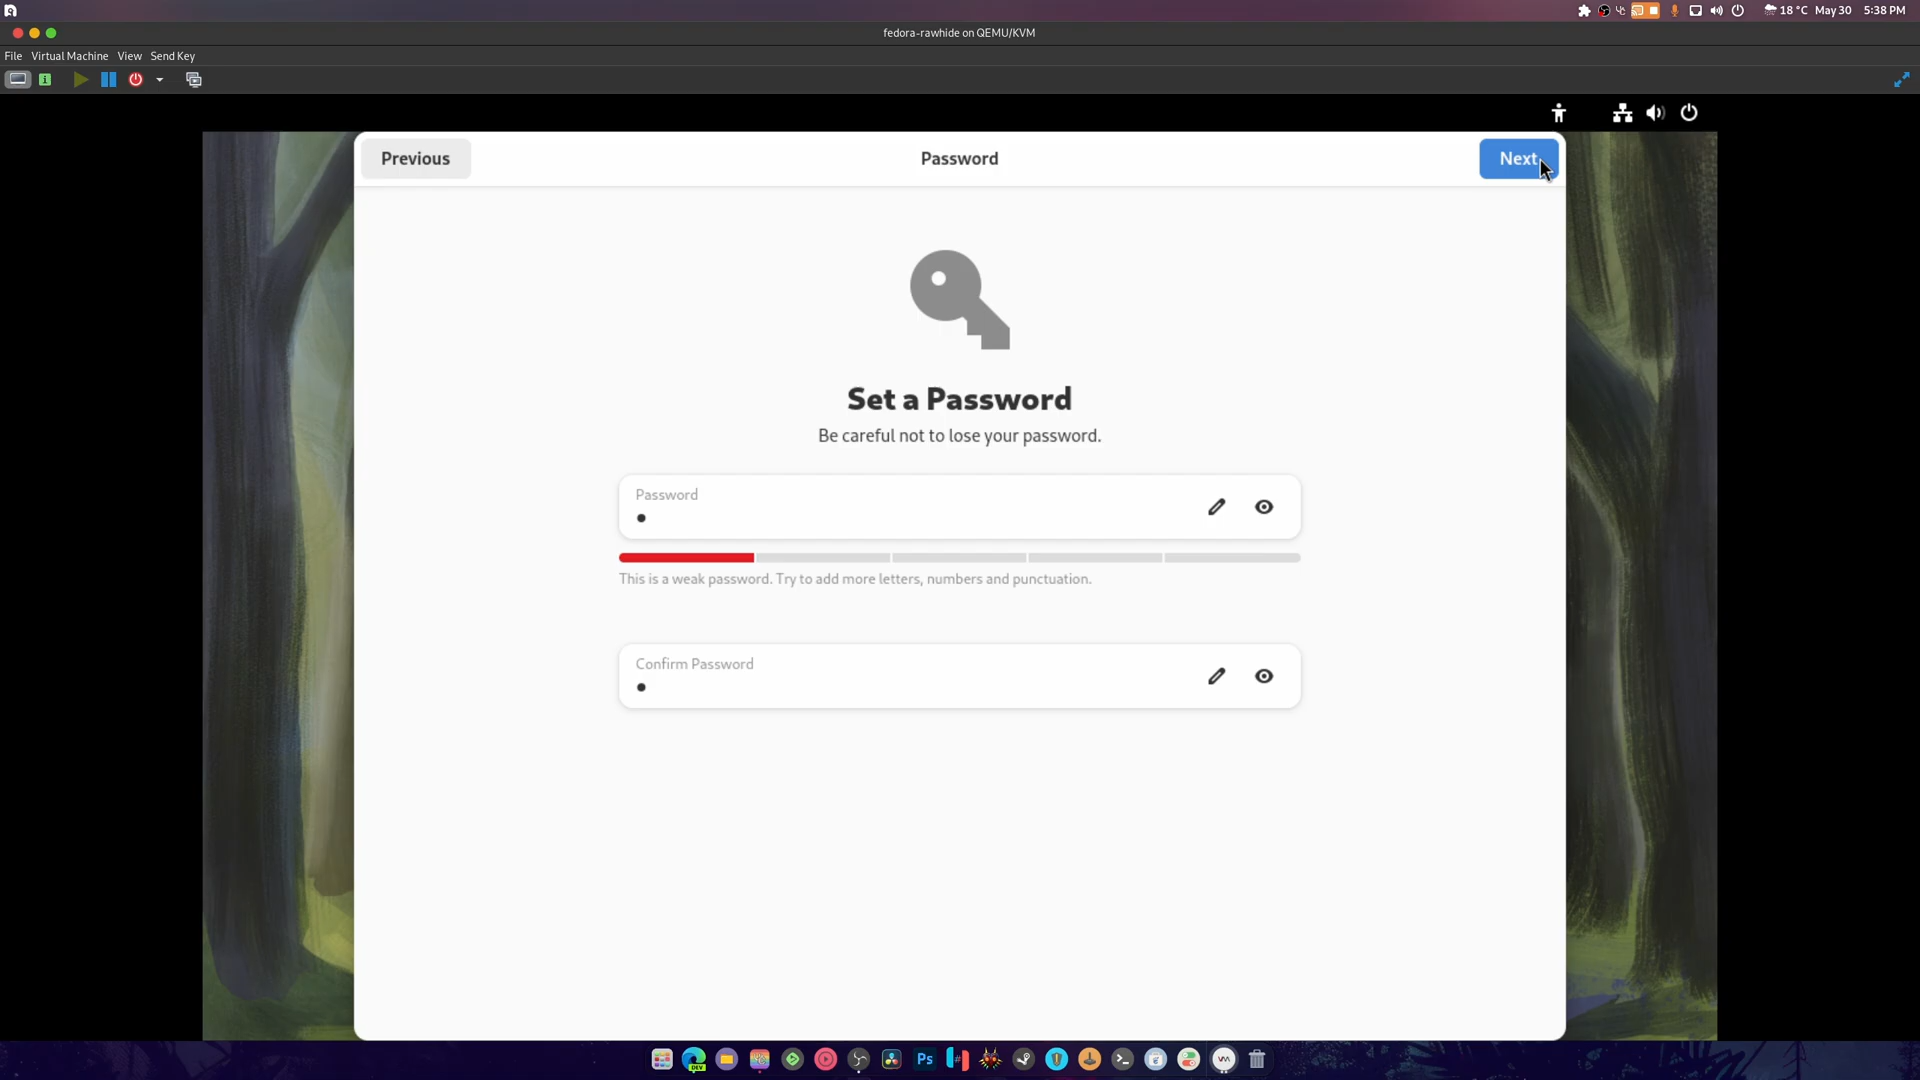 18 °C May 30 5:38 PM
fedora-rawhide on QEMU/KVM
File Virtual Machine View Send Key
Previous Password Next
Set a Password
Be careful not to lose your password.
Password
This is a weak password. Try to add more letters, numbers and punctuation.
Confirm Password
DEV
Ps